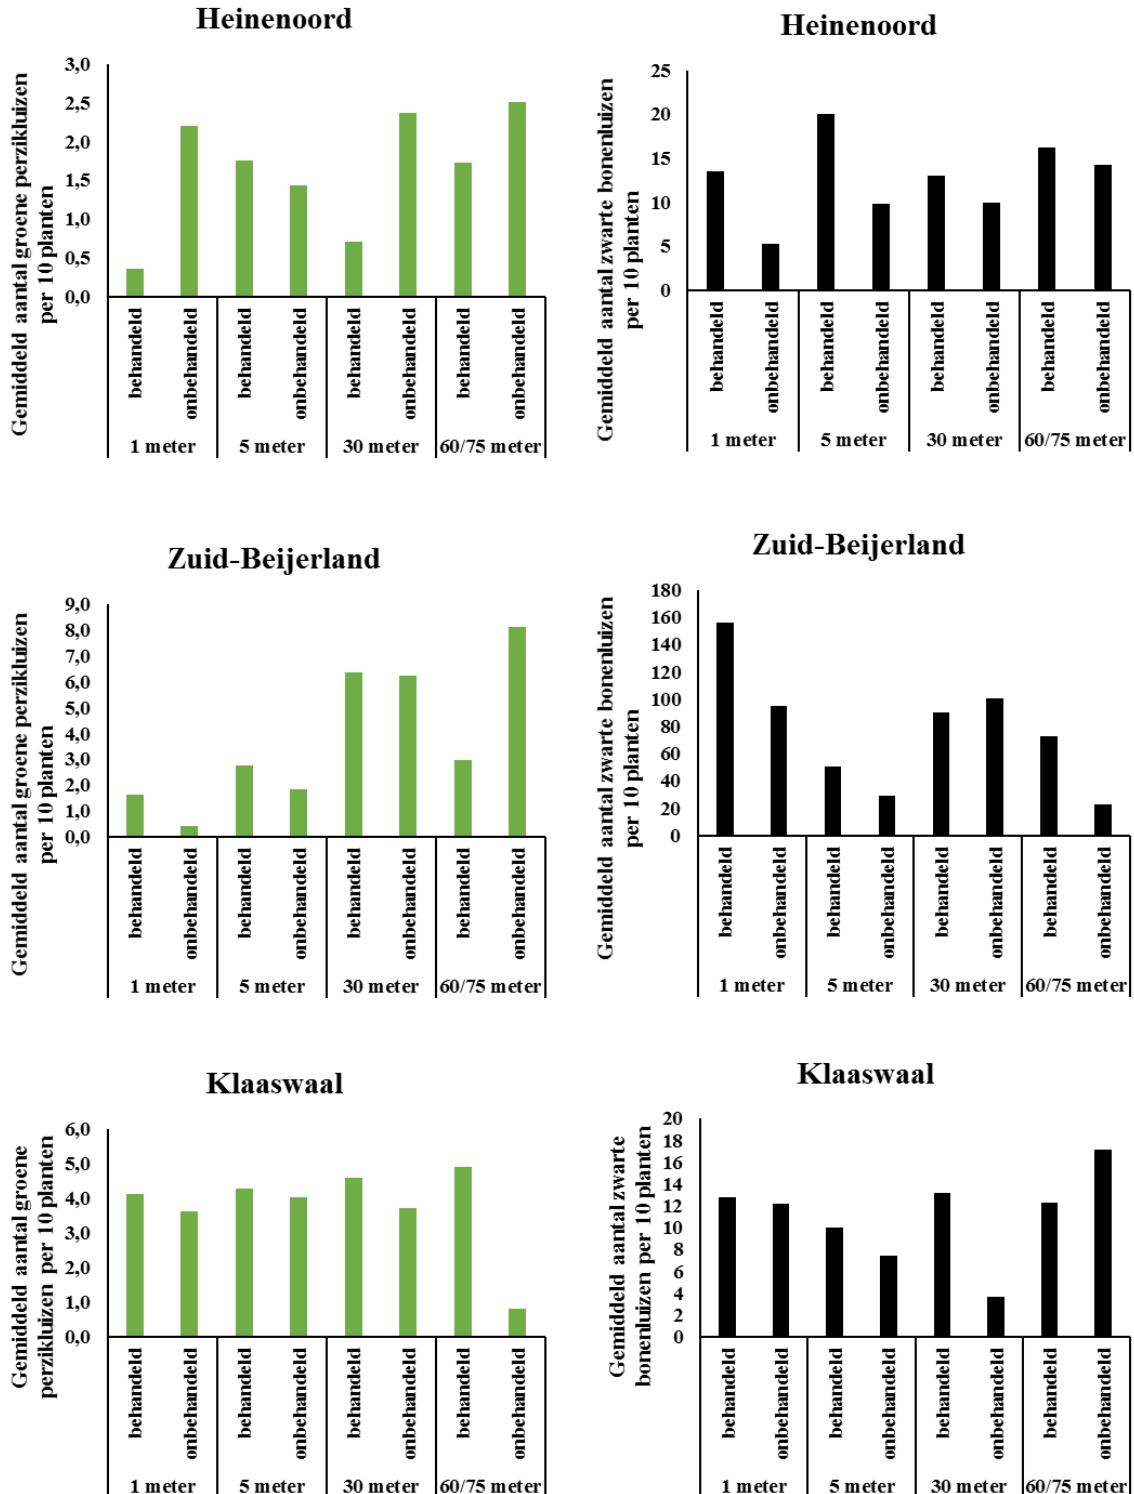 Heinenoord
Gemiddeld aantal groene perzikluizen
per 10 planten
3,0
2,5
2,0
1,5
1,0
0,5
0,0
behandeld
onbehandeld
behandeld
onbehandeld
behandeld
onbehandeld
behandeld
onbehandeld
1 meter
5 meter
30 meter
60/75 meter
Heinenoord
Gemiddeld aantal zwarte bonenluizen
per 10 planten
25
20
15
10
5
0
behandeld
onbehandeld
behandeld
onbehandeld
behandeld
onbehandeld
behandeld
onbehandeld
1 meter
5 meter
30 meter
60/75 meter
Zuid-Beijerland
Gemiddeld aantal groene perzikluizen
per 10 planten
9,0
8,0
7,0
6,0
5,0
4,0
3,0
2,0
1,0
0,0
behandeld
onbehandeld
behandeld
onbehandeld
behandeld
onbehandeld
behandeld
onbehandeld
1 meter
5 meter
30 meter
60/75 meter
Zuid-Beijerland
Gemiddeld aantal zwarte bonenluizen
per 10 planten
180
160
140
120
100
80
60
40
20
0
behandeld
onbehandeld
behandeld
onbehandeld
behandeld
onbehandeld
behandeld
onbehandeld
1 meter
5 meter
30 meter
60/75 meter
Klaaswaal
Gemiddeld aantal groene
perzikluizen per 10 planten
6,0
5,0
4,0
3,0
2,0
1,0
0,0
behandeld
onbehandeld
behandeld
onbehandeld
behandeld
onbehandeld
behandeld
onbehandeld
1 meter
5 meter
30 meter
60/75 meter
Klaaswaal
Gemiddeld aantal zwarte
bonenluizen per 10 planten
20
18
16
14
12
10
8
6
4
2
0
behandeld
onbehandeld
behandeld
onbehandeld
behandeld
onbehandeld
behandeld
onbehandeld
1 meter
5 meter
30 meter
60/75 meter